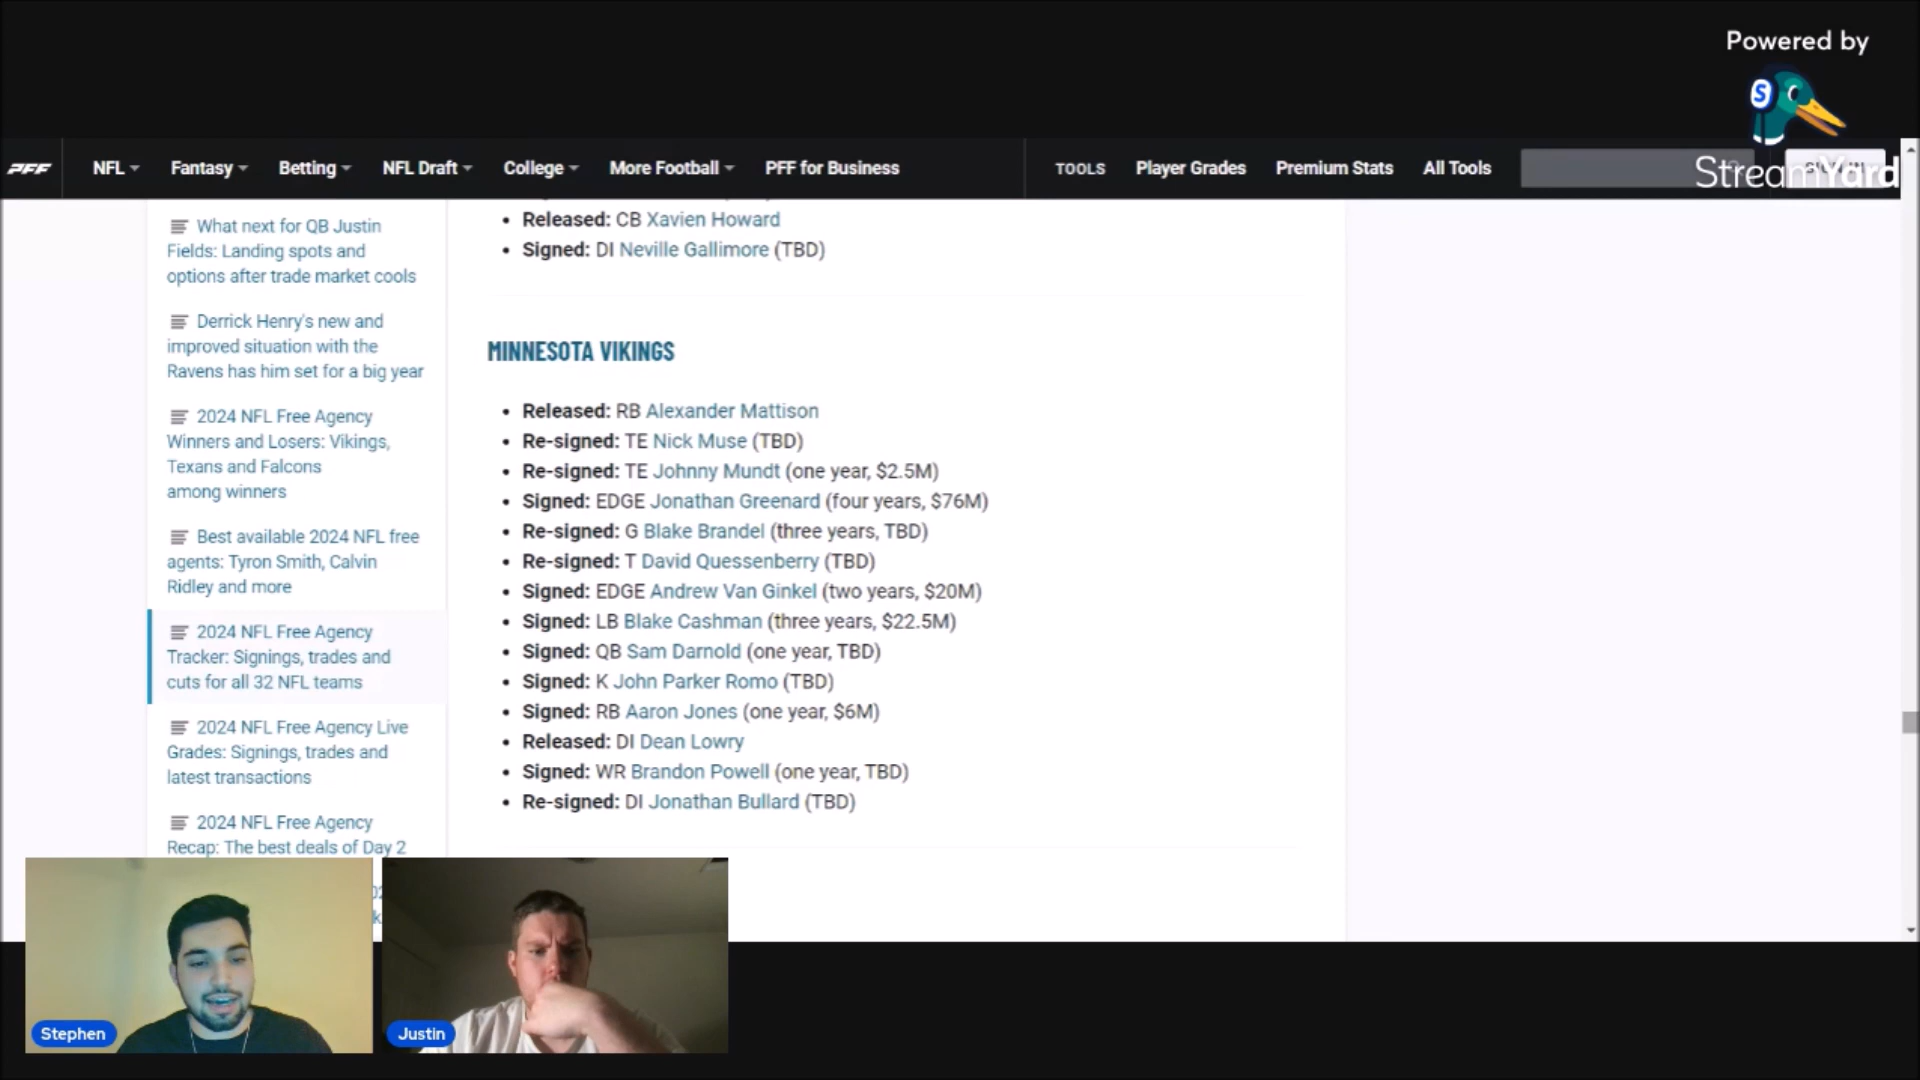 Powered by
StreamYard
PFF
NFL
Fantasy
Betting
NFL Draft
College
More Football
PFF for Business
TOOLS
Player Grades
Premium Stats
All Tools
What next for QB Justin
Fields: Landing spots and
options after trade market cools
Derrick Henry's new and
improved situation with the
Ravens has him set for a big year
2024 NFL Free Agency
Winners and Losers: Vikings,
Texans and Falcons
among winners
Best available 2024 NFL free
agents: Tyron Smith, Calvin
Ridley and more
2024 NFL Free Agency
Tracker: Signings, trades and
cuts for all 32 NFL teams
2024 NFL Free Agency Live
Grades: Signings, trades and
latest transactions
2024 NFL Free Agency
Recap: The best deals of Day 2
• Released: CB Xavien Howard
• Signed: DI Neville Gallimore (TBD)
MINNESOTA VIKINGS
• Released: RB Alexander Mattison
• Re-signed: TE Nick Muse (TBD)
• Re-signed: TE Johnny Mundt (one year, $2.5M)
• Signed: EDGE Jonathan Greenard (four years, $76M)
• Re-signed: G Blake Brandel (three years, TBD)
• Re-signed: T David Quessenberry (TBD)
• Signed: EDGE Andrew Van Ginkel (two years, $20M)
• Signed: LB Blake Cashman (three years, $22.5M)
• Signed: QB Sam Darnold (one year, TBD)
• Signed: K John Parker Romo (TBD)
• Signed: RB Aaron Jones (one year, $6M)
• Released: DI Dean Lowry
• Signed: WR Brandon Powell (one year, TBD)
• Re-signed: DI Jonathan Bullard (TBD)
Stephen
Justin